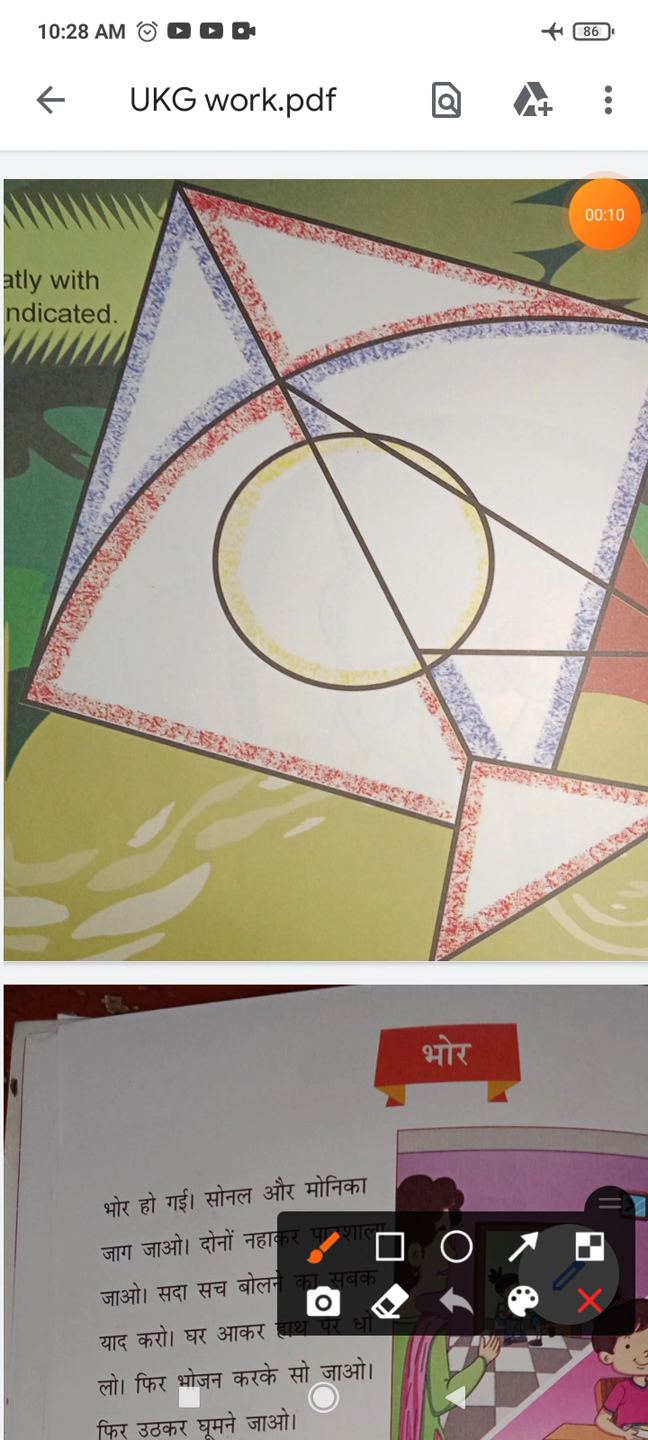 10:28 AM
86
UKG work.pdf
00:10
atly with
ndicated.
भोर
भोर हो गई। सोनल और मोनिका
जाग जाओ। दोनों नहाकर पाठशाला
जाओ। सदा सच बोलने का सबक
याद करो। घर आकर हाथ पैर धो
लो। फिर भोजन करके सो जाओ।
फिर उठकर घूमने जाओ।